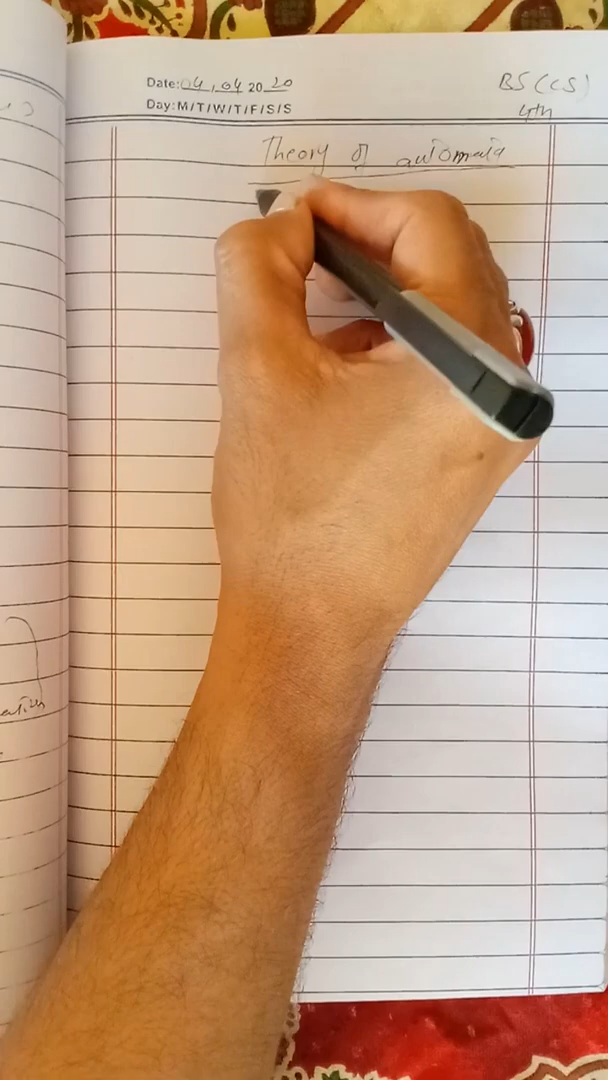 Date: 04, 04 20 20
BS (CS)
Day: M/T/W/T/F/S/S
4th
Theory of automata